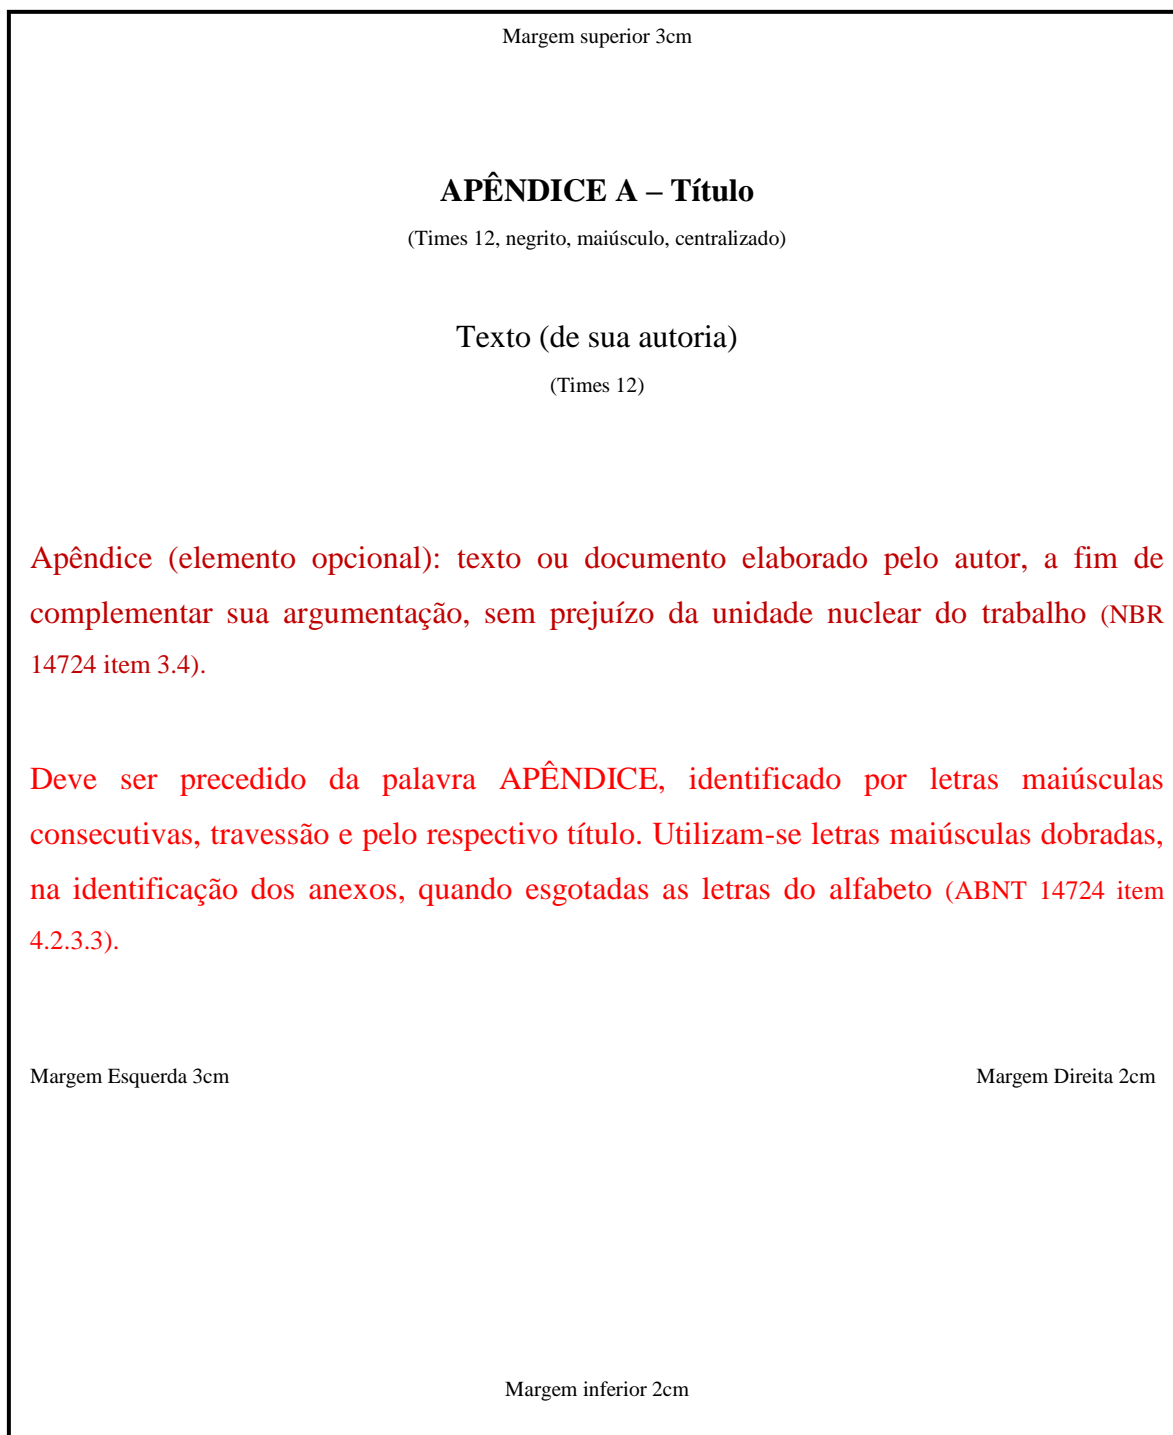 Margem superior 3cm
APÊNDICE A – Título
(Times 12, negrito, maiúsculo, centralizado)
Texto (de sua autoria)
(Times 12)
Apêndice (elemento opcional): texto ou documento elaborado pelo autor, a fim de
complementar sua argumentação, sem prejuízo da unidade nuclear do trabalho (NBR
14724 item 3.4).
Deve ser precedido da palavra APÊNDICE, identificado por letras maiúsculas
consecutivas, travessão e pelo respectivo título. Utilizam-se letras maiúsculas dobradas,
na identificação dos anexos, quando esgotadas as letras do alfabeto (ABNT 14724 item
4.2.3.3).
Margem Esquerda 3cm Margem Direita 2cm
Margem inferior 2cm